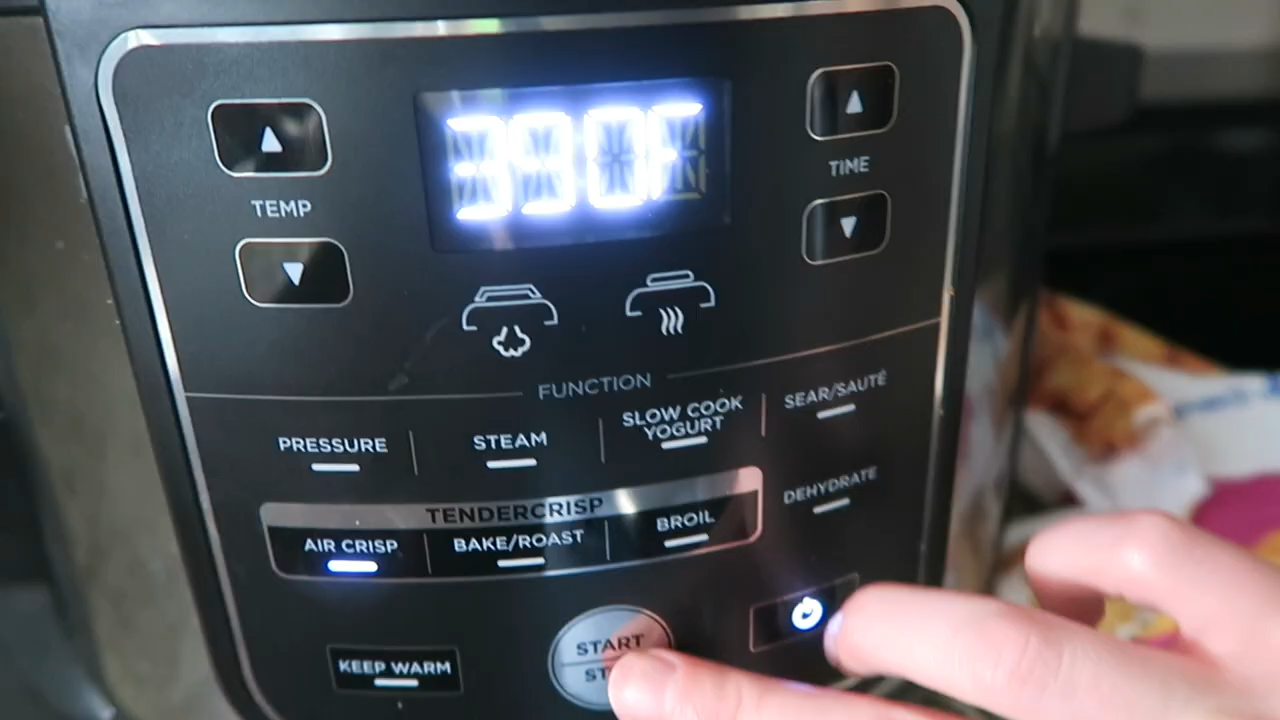 390F
TEMP
TIME
FUNCTION
PRESSURE
STEAM
SLOW COOK
YOGURT
SEAR/SAUTÉ
TENDERCRISP
AIR CRISP
BAKE/ROAST
BROIL
DEHYDRATE
KEEP WARM
START